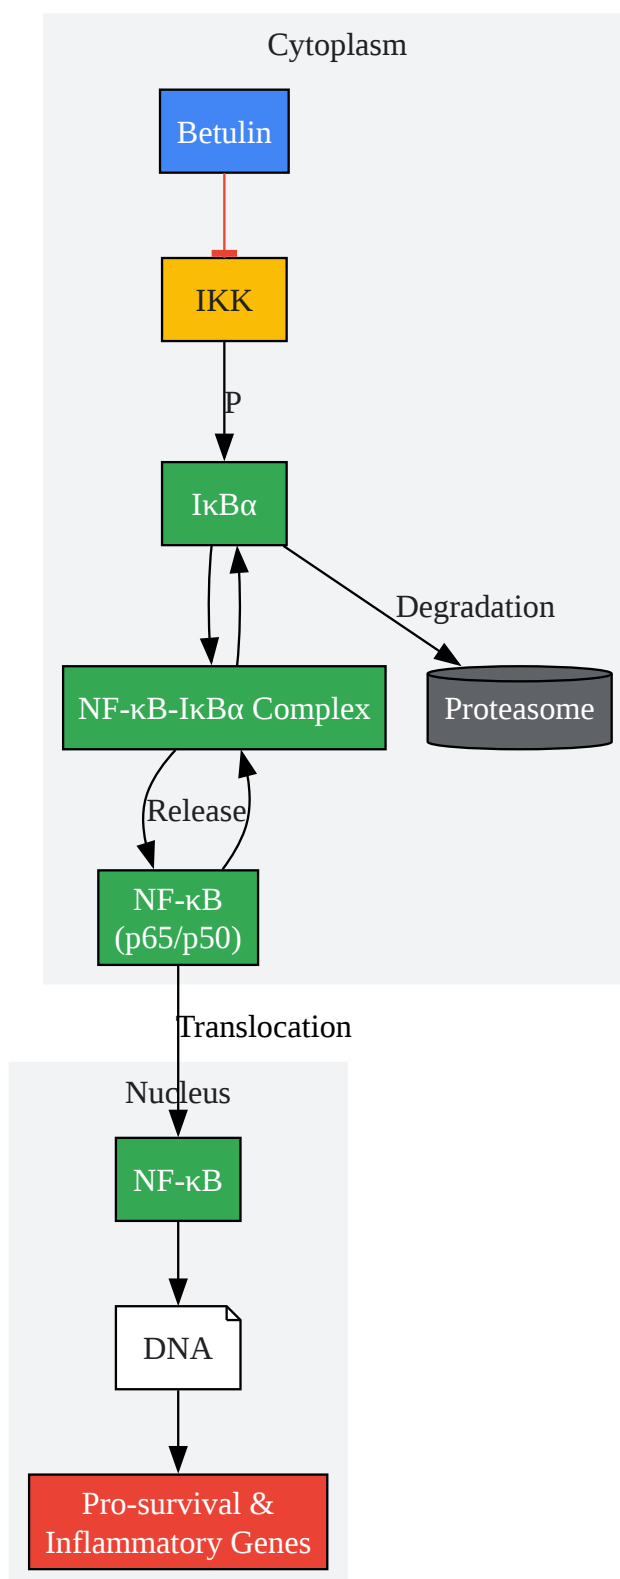 Cytoplasm
Betulin
IKK
P
IκBα
Degradation
NF-κB-IκBα Complex
Proteasome
Release
NF-κB
(p65/p50)
Translocation
Nucleus
NF-κB
DNA
Pro-survival &
Inflammatory Genes